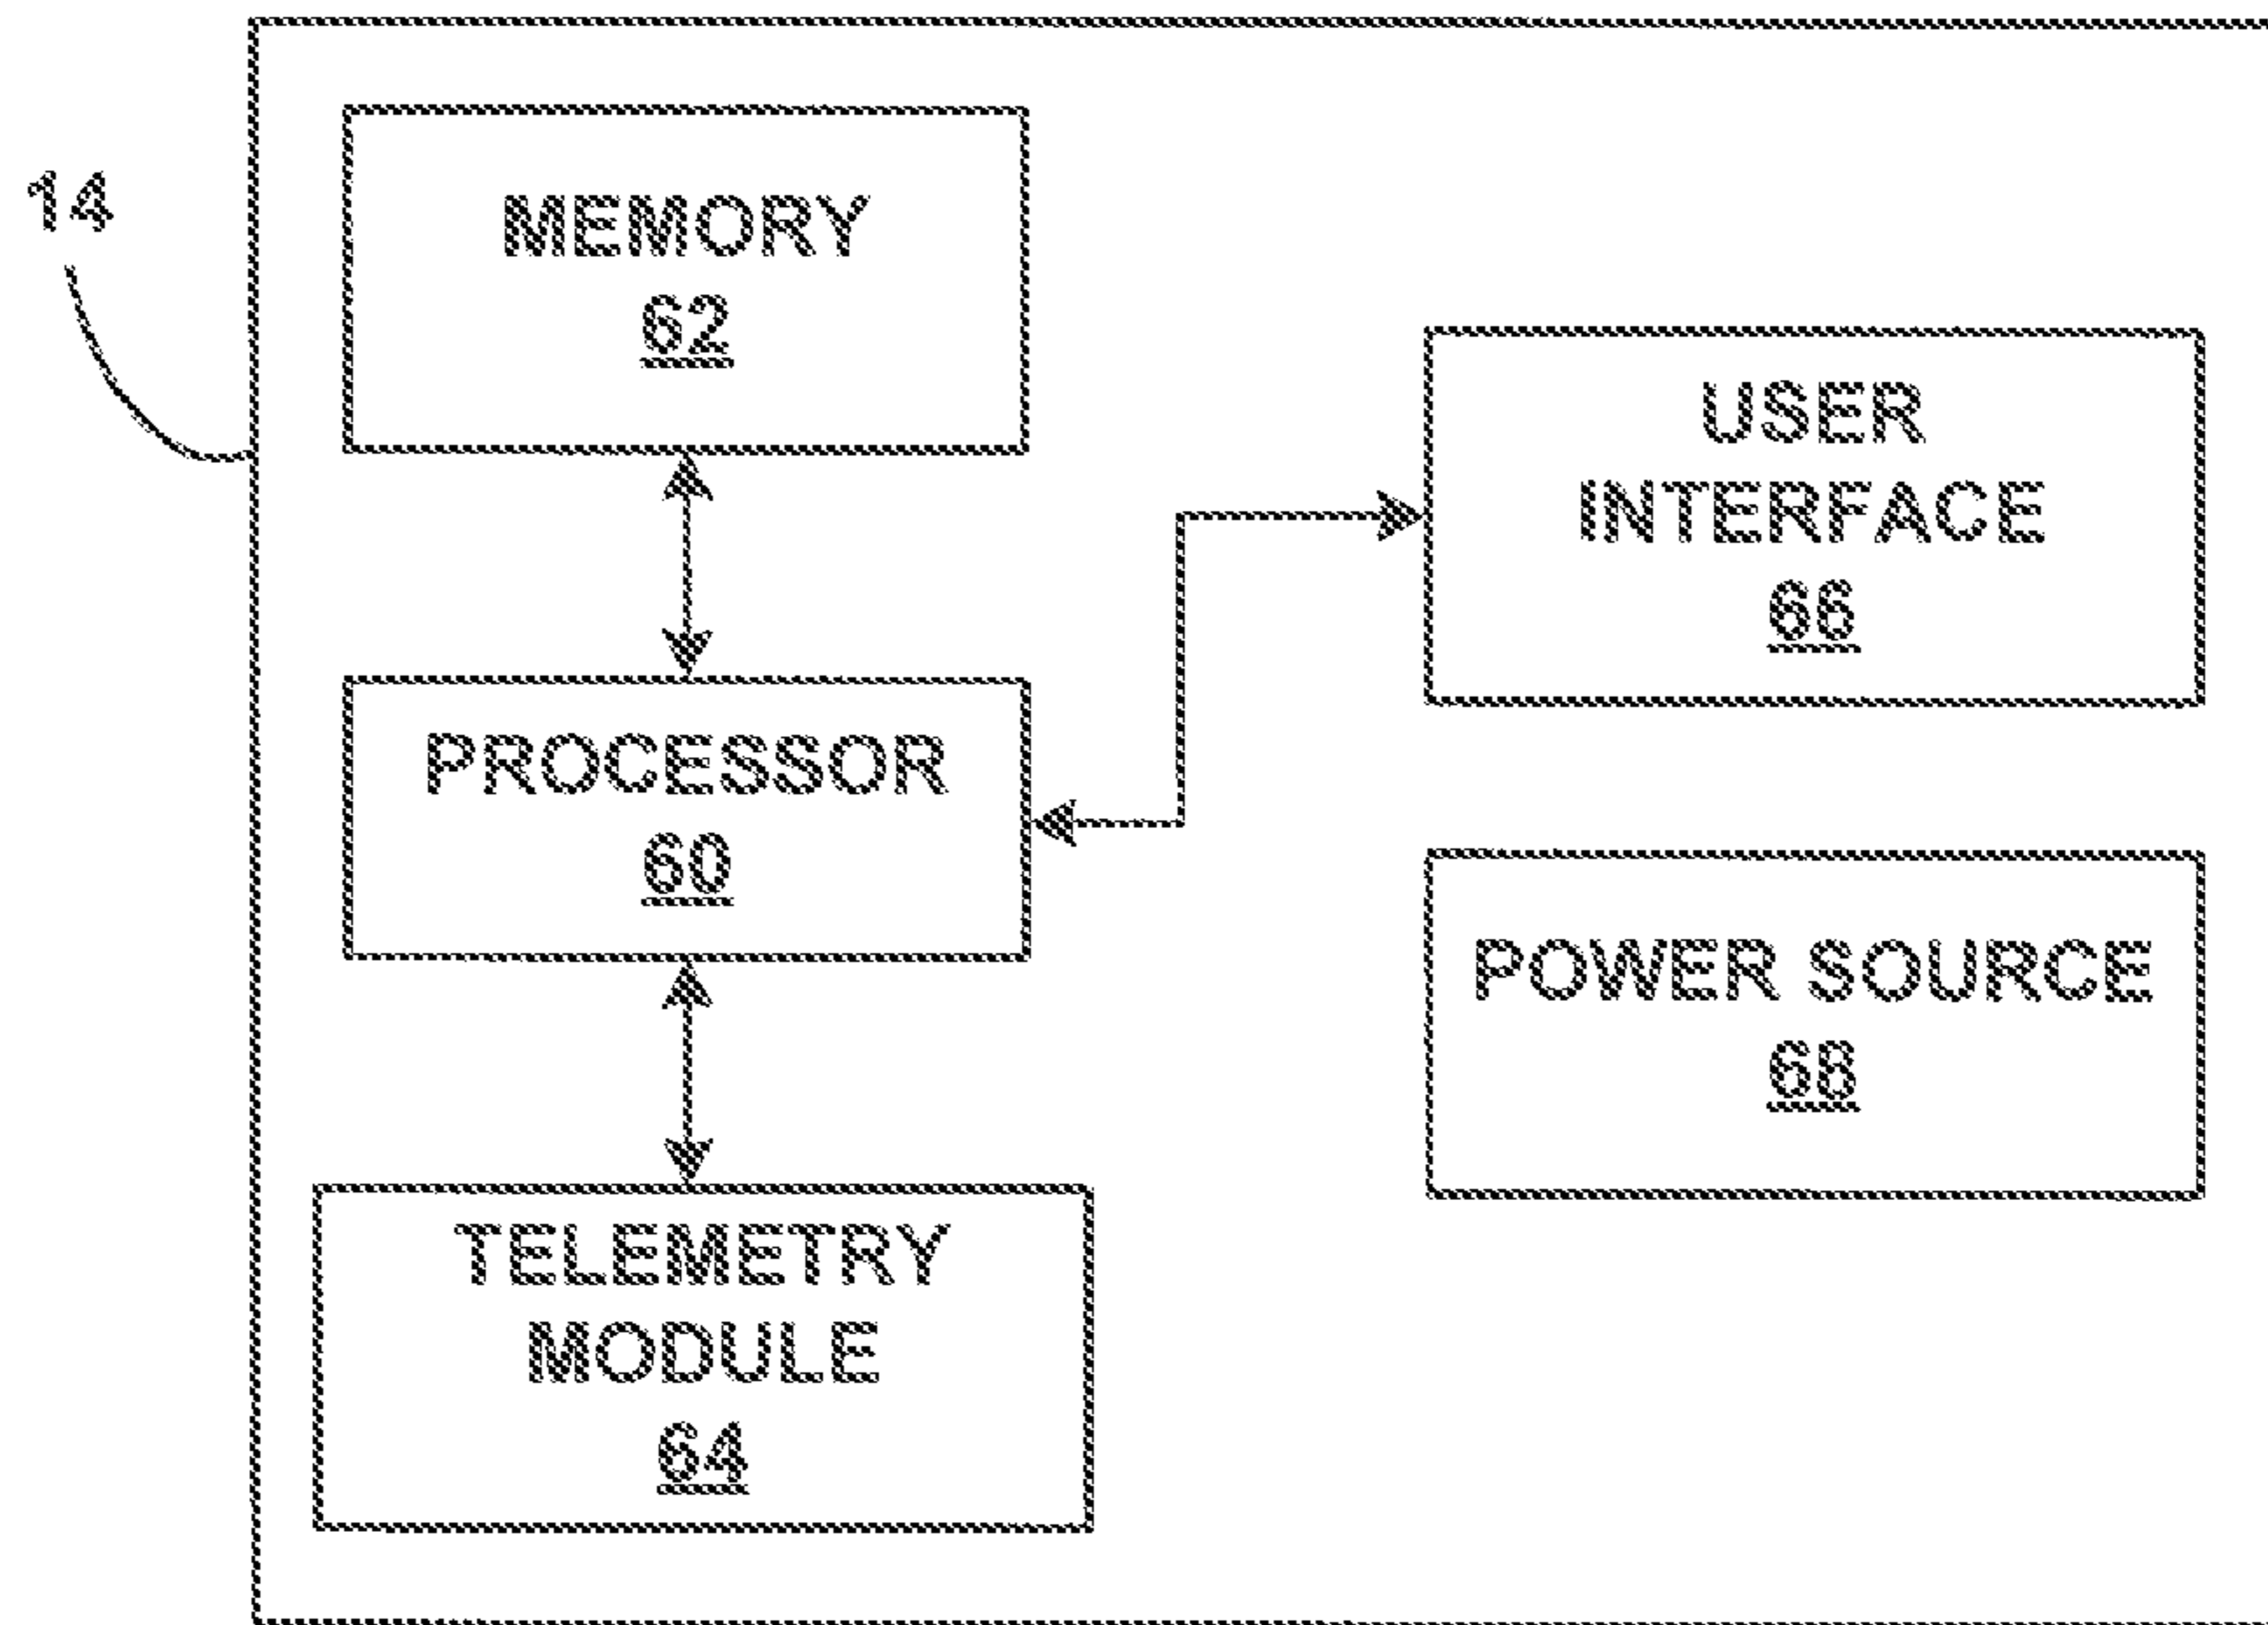 14
MEMORY
62
USER
INTERFACE
66
PROCESSOR
60
POWER SOURCE
68
TELEMETRY
MODULE
64